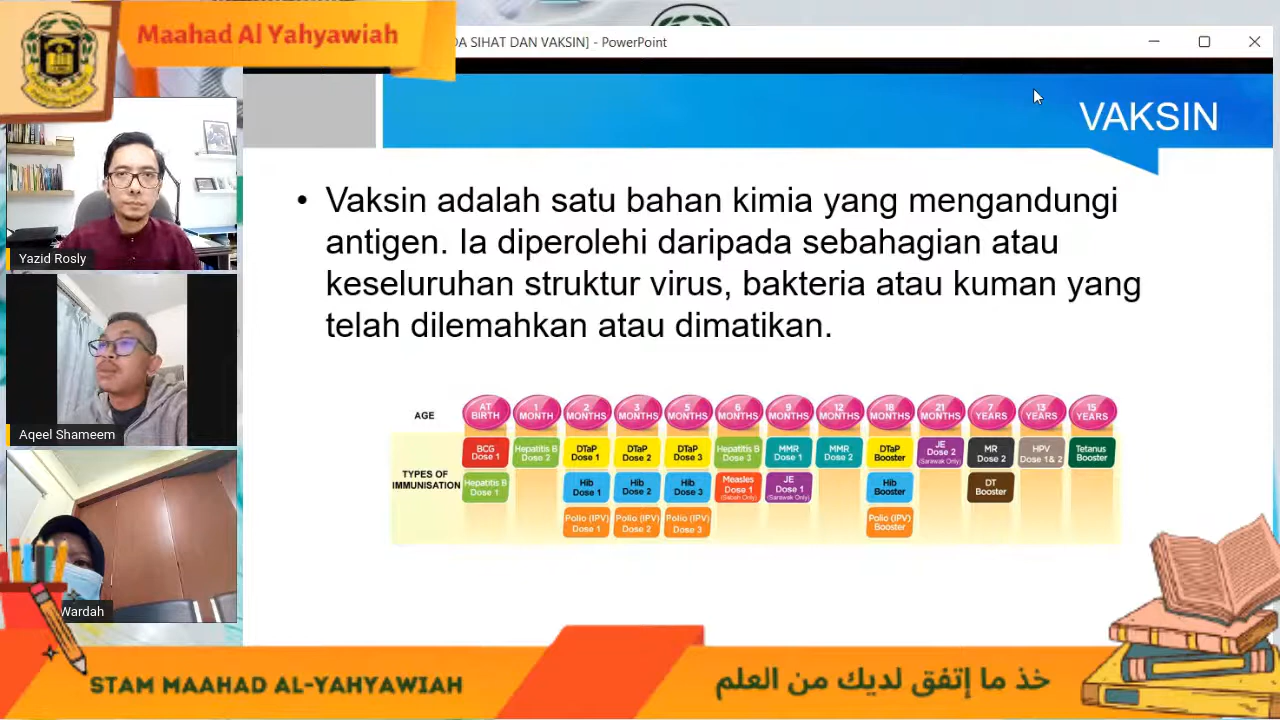 Maahad Al Yahyawiah
DA SIHAT DAN VAKSIN] - PowerPoint
VAKSIN
Yazid Rosly
Aqeel Shameem
Wardah
• Vaksin adalah satu bahan kimia yang mengandungi
antigen. Ia diperolehi daripada sebahagian atau
keseluruhan struktur virus, bakteria atau kuman yang
telah dilemahkan atau dimatikan.
AGE
AT BIRTH
1 MONTH
2 MONTHS
3 MONTHS
5 MONTHS
6 MONTHS
9 MONTHS
12 MONTHS
18 MONTHS
21 MONTHS
7 YEARS
13 YEARS
15 YEARS
TYPES OF
IMMUNISATION
BCG Dose 1
Hepatitis B Dose 2
DTaP Dose 1
DTaP Dose 2
DTaP Dose 3
Hepatitis B Dose 3
MMR Dose 1
MMR Dose 2
DTaP Booster
JE Dose 2 (Sarawak Only)
MR Dose 2
HPV Dose 1 & 2
Tetanus Booster
Hepatitis B Dose 1
Hib Dose 1
Hib Dose 2
Hib Dose 3
Measles Dose 1 (Sabah Only)
JE Dose 1 (Sarawak Only)
Hib Booster
DT Booster
Polio (IPV) Dose 1
Polio (IPV) Dose 2
Polio (IPV) Dose 3
Polio (IPV) Booster
STAM MAAHAD AL-YAHYAWIAH
خذ ما إتفق لديك من العلم